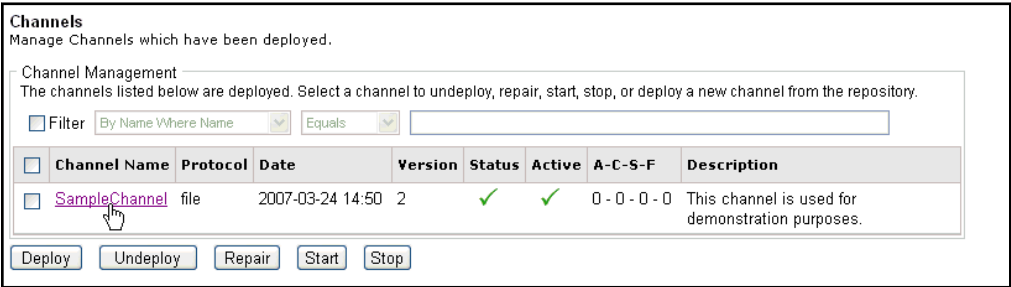 Channels
Manage Channels which have been deployed.
Channel Management
The channels listed below are deployed. Select a channel to undeploy, repair, start, stop, or deploy a new channel from the repository.
Filter By Name Where Name Equals
Channel Name Protocol Date Version Status Active A-C-S-F Description
SampleChannel file 2007-03-24 14:50 2 0 - 0 - 0 - 0 This channel is used for
demonstration purposes.
Deploy Undeploy Repair Start Stop